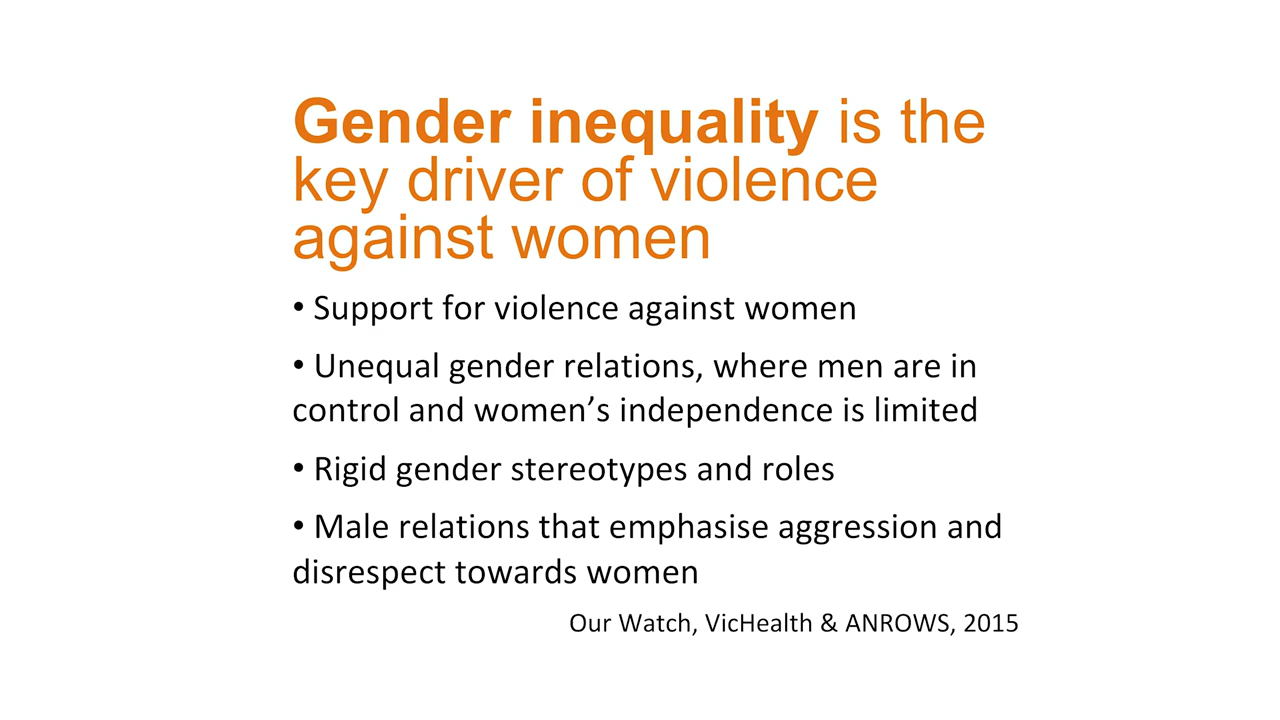 Gender inequality is the
key driver of violence
against women
• Support for violence against women
• Unequal gender relations, where men are in
control and women’s independence is limited
• Rigid gender stereotypes and roles
• Male relations that emphasise aggression and
disrespect towards women
Our Watch, VicHealth & ANROWS, 2015